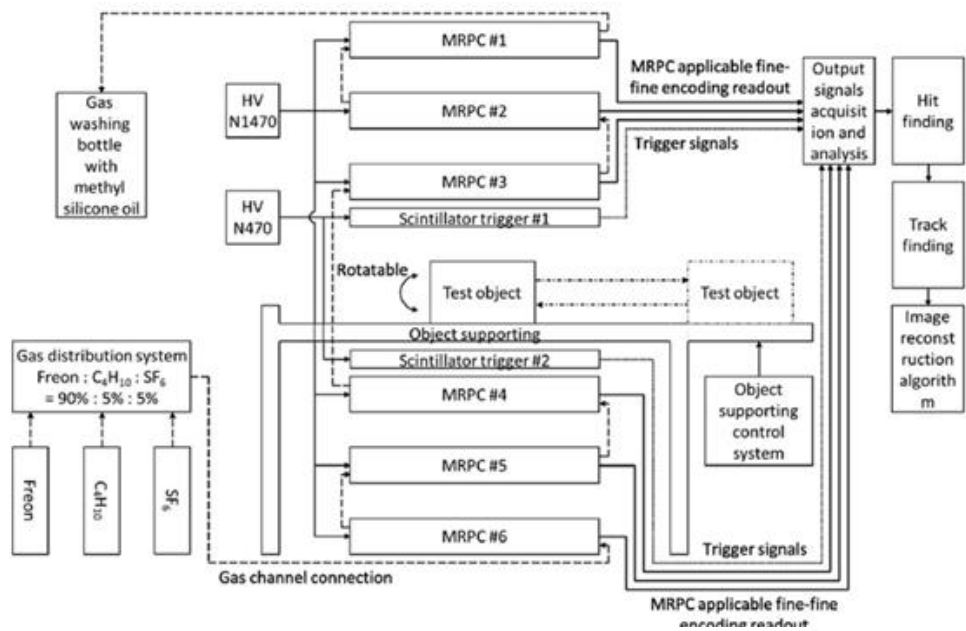 MRPC #1
MRPC applicable fine-
fine encoding readout
Output
signals
acquisit
ion and
analysis
Hit
finding
Gas
washing
bottle
with
methyl
silicone oil
HV
N1470
MRPC #2
Trigger signals
MRPC #3
HV
N470
Scintillator trigger #1
Track
finding
Rotatable
Test object
Test object
Object supporting
Image
reconst
ruction
algorith
m
Gas distribution system
Freon : C₄H₁₀ : SF₆
= 90% : 5% : 5%
Scintillator trigger #2
MRPC #4
Object
supporting
control
system
Freon
C₄H₁₀
SF₆
MRPC #5
MRPC #6
Trigger signals
Gas channel connection
MRPC applicable fine-fine
encoding readout